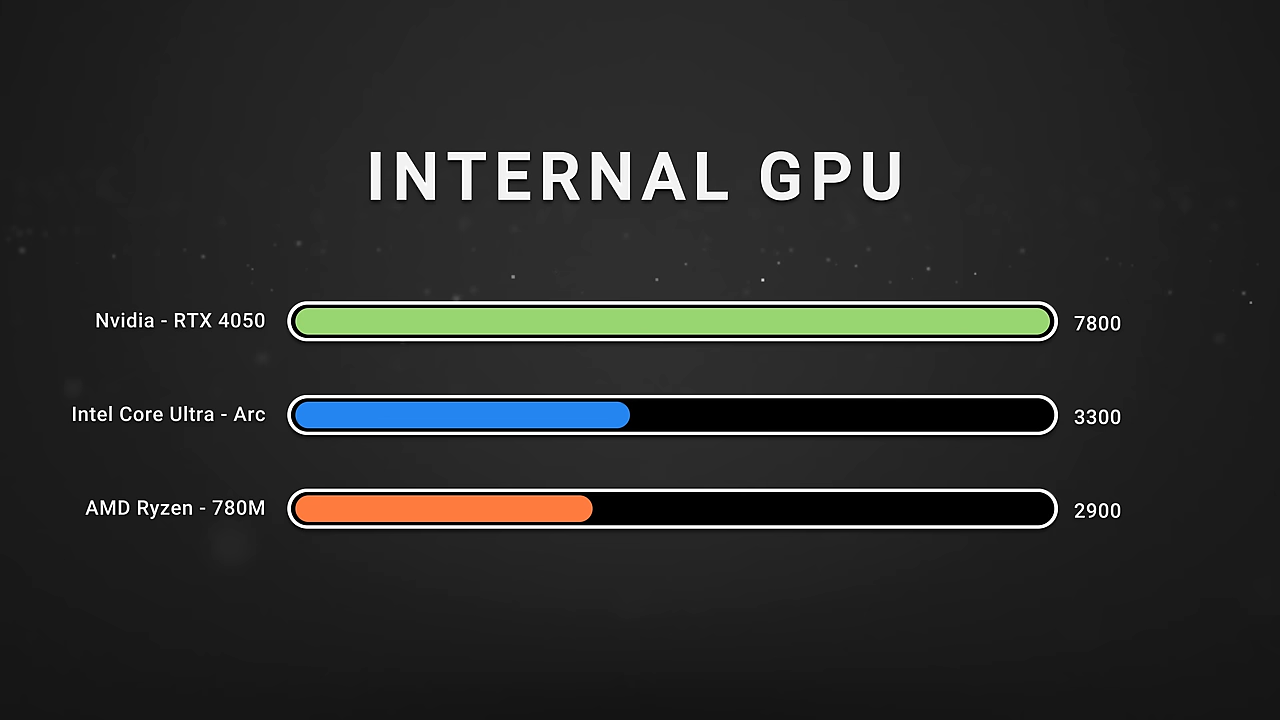 INTERNAL GPU
Nvidia - RTX 4050 7800
Intel Core Ultra - Arc 3300
AMD Ryzen - 780M 2900